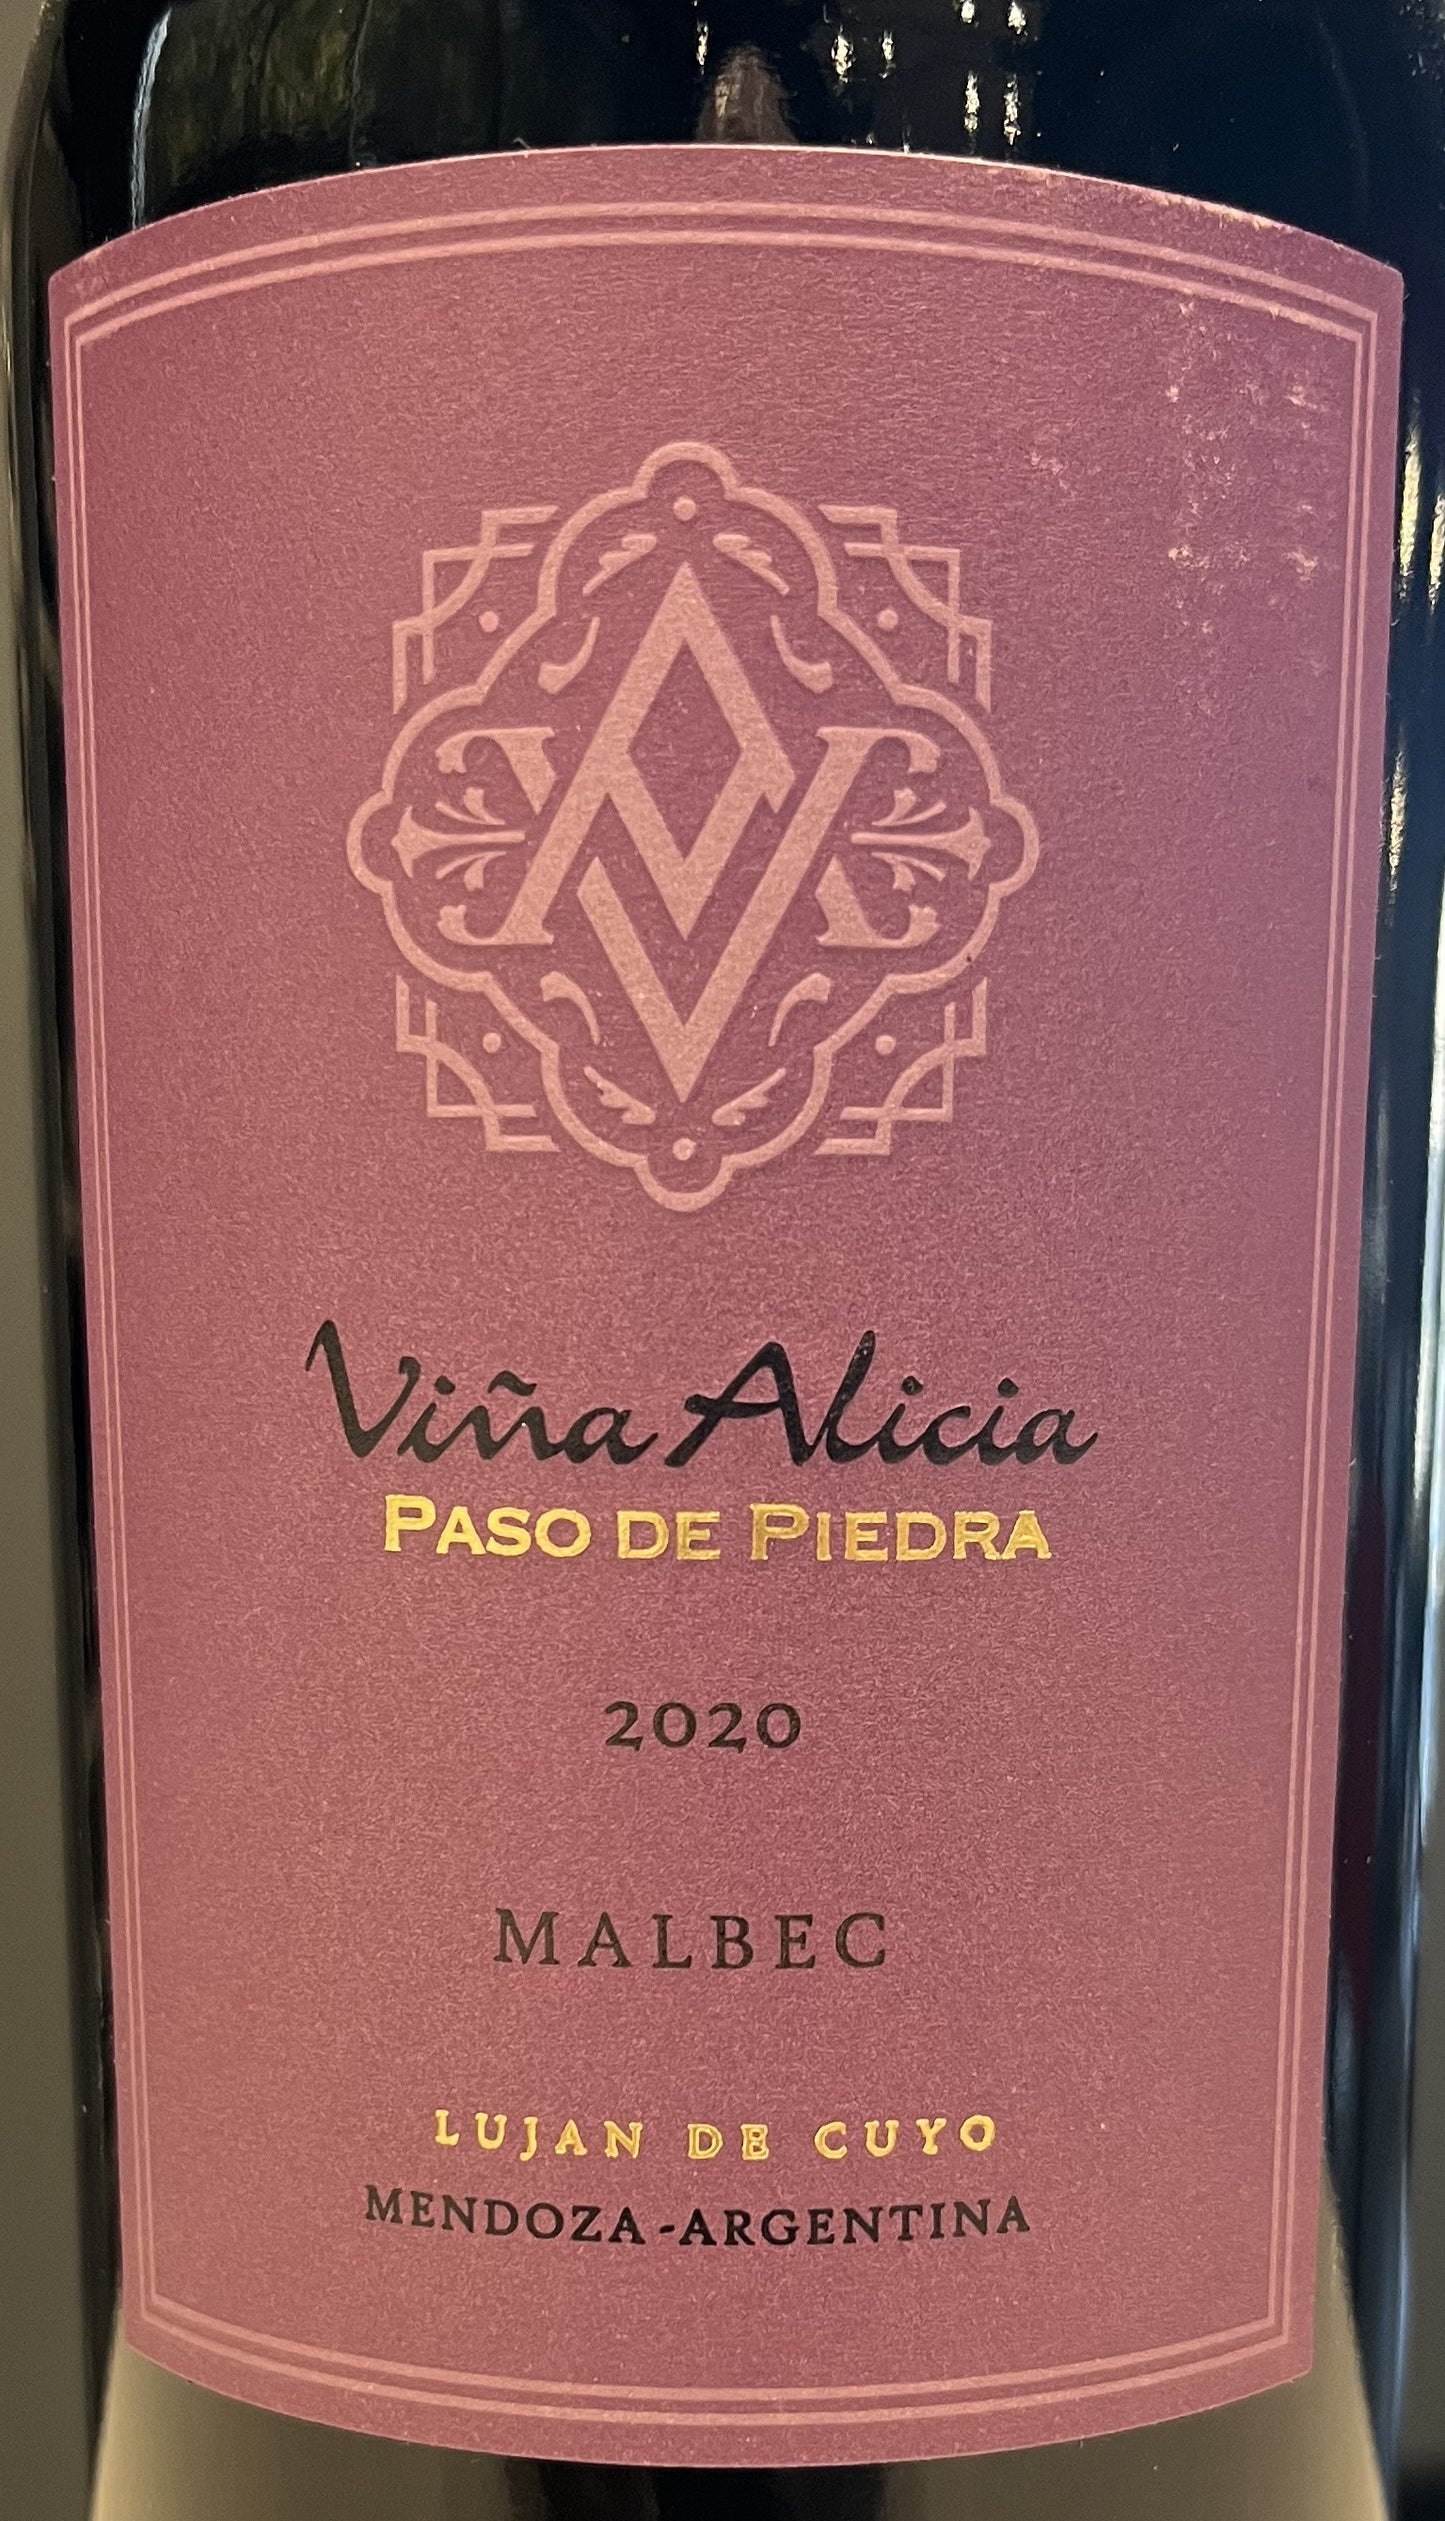 Viña Alicia
PASO DE PIEDRA
2020
MALBEC
LUJAN DE CUYO
MENDOZA-ARGENTINA